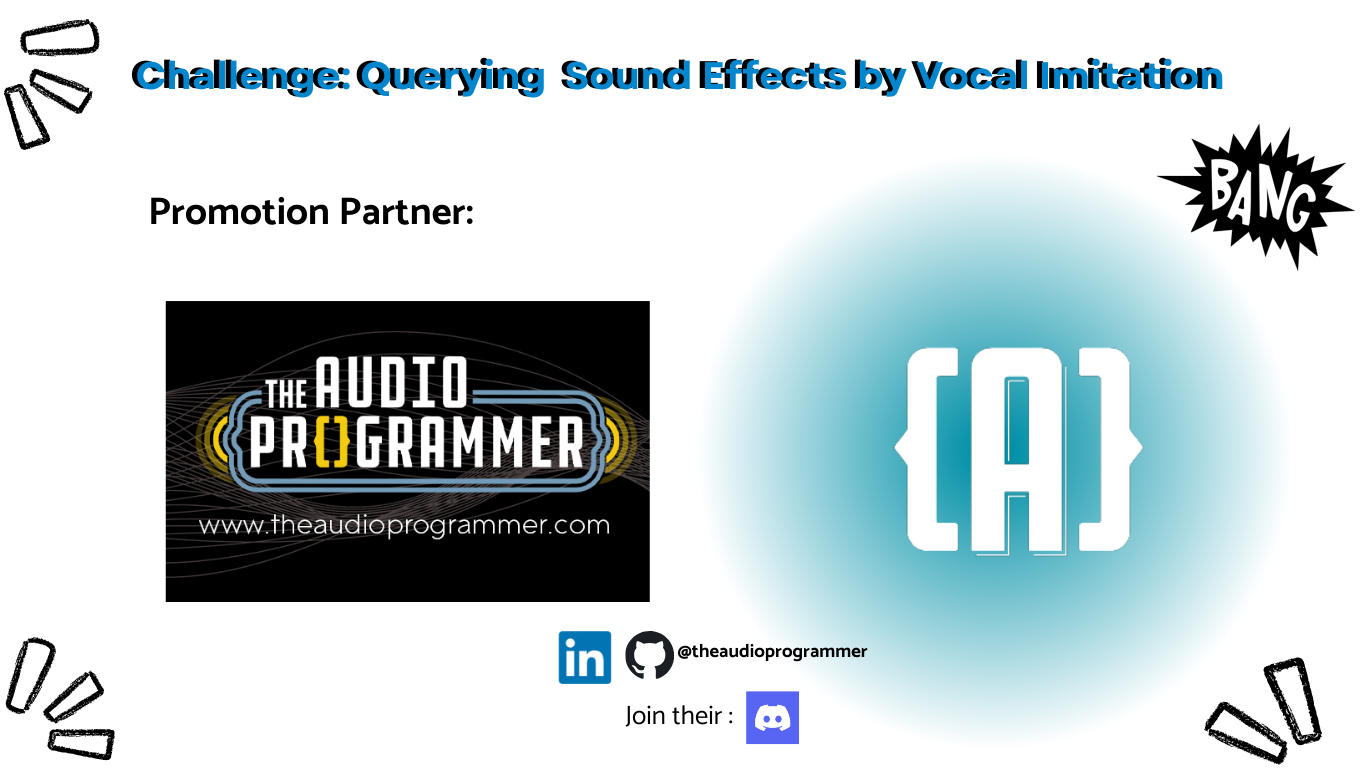 Challenge: Querying  Sound Effects by Vocal Imitation
BANG
Promotion Partner:
THE AUDIO
PR{}GRAMMER
www.theaudioprogrammer.com
{A}
in
@theaudioprogrammer
Join their :